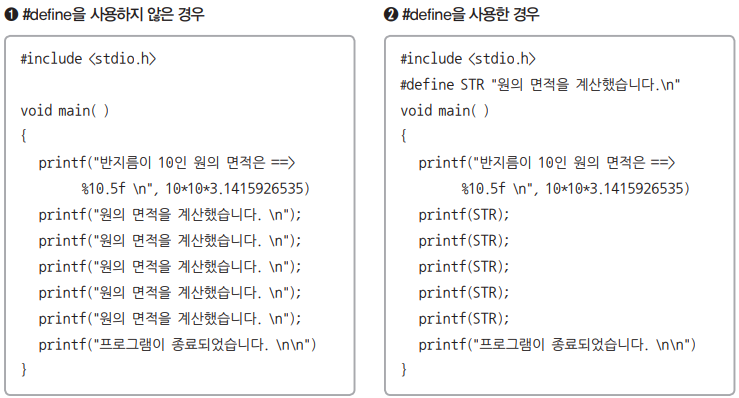 ❶ #define을 사용하지 않은 경우
#include <stdio.h>
void main( )
{
printf("반지름이 10인 원의 면적은 ==>
%10.5f \n", 10*10*3.1415926535)
printf("원의 면적을 계산했습니다. \n");
printf("원의 면적을 계산했습니다. \n");
printf("원의 면적을 계산했습니다. \n");
printf("원의 면적을 계산했습니다. \n");
printf("원의 면적을 계산했습니다. \n");
printf("프로그램이 종료되었습니다. \n\n")
}
❷ #define을 사용한 경우
#include <stdio.h>
#define STR "원의 면적을 계산했습니다.\n"
void main( )
{
printf("반지름이 10인 원의 면적은 ==>
%10.5f \n", 10*10*3.1415926535)
printf(STR);
printf(STR);
printf(STR);
printf(STR);
printf(STR);
printf("프로그램이 종료되었습니다. \n\n")
}